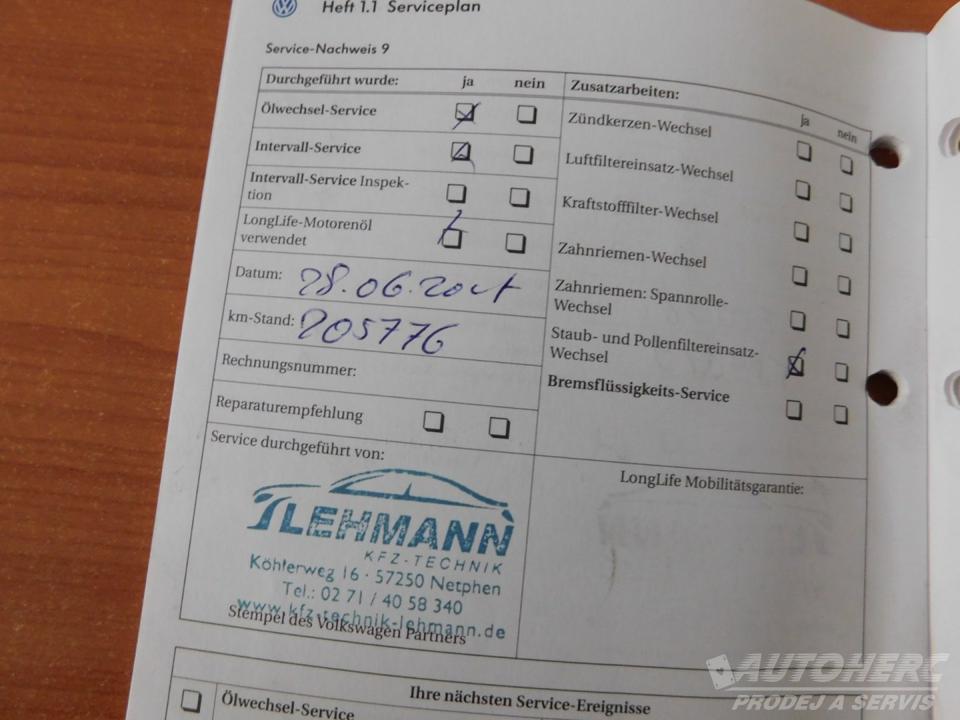 Heft 1.1 Serviceplan
Service-Nachweis 9
Durchgeführt wurde: ja nein
Ölwechsel-Service
Intervall-Service
Intervall-Service Inspek-
tion
LongLife-Motorenöl
verwendet
Datum: 28.06.
km-Stand: 205776
Rechnungsnummer:
Reparaturempfehlung
Service durchgeführt von:
LEHMANN
KFZ-TECHNIK
Köhlerweg 16 · 57250 Netphen
Tel.: 02 71 / 40 58 340
www.kfz-technik-lehmann.de
Stempel des Volkswagen Partners
Zusatzarbeiten: ja nein
Zündkerzen-Wechsel
Luftfiltereinsatz-Wechsel
Kraftstofffilter-Wechsel
Zahnriemen-Wechsel
Zahnriemen: Spannrolle-
Wechsel
Staub- und Pollenfiltereinsatz-
Wechsel
Bremsflüssigkeits-Service
LongLife Mobilitätsgarantie:
Ihre nächsten Service-Ereignisse
Ölwechsel-Service
AUTOHERC
PRODEJ A SERVIS